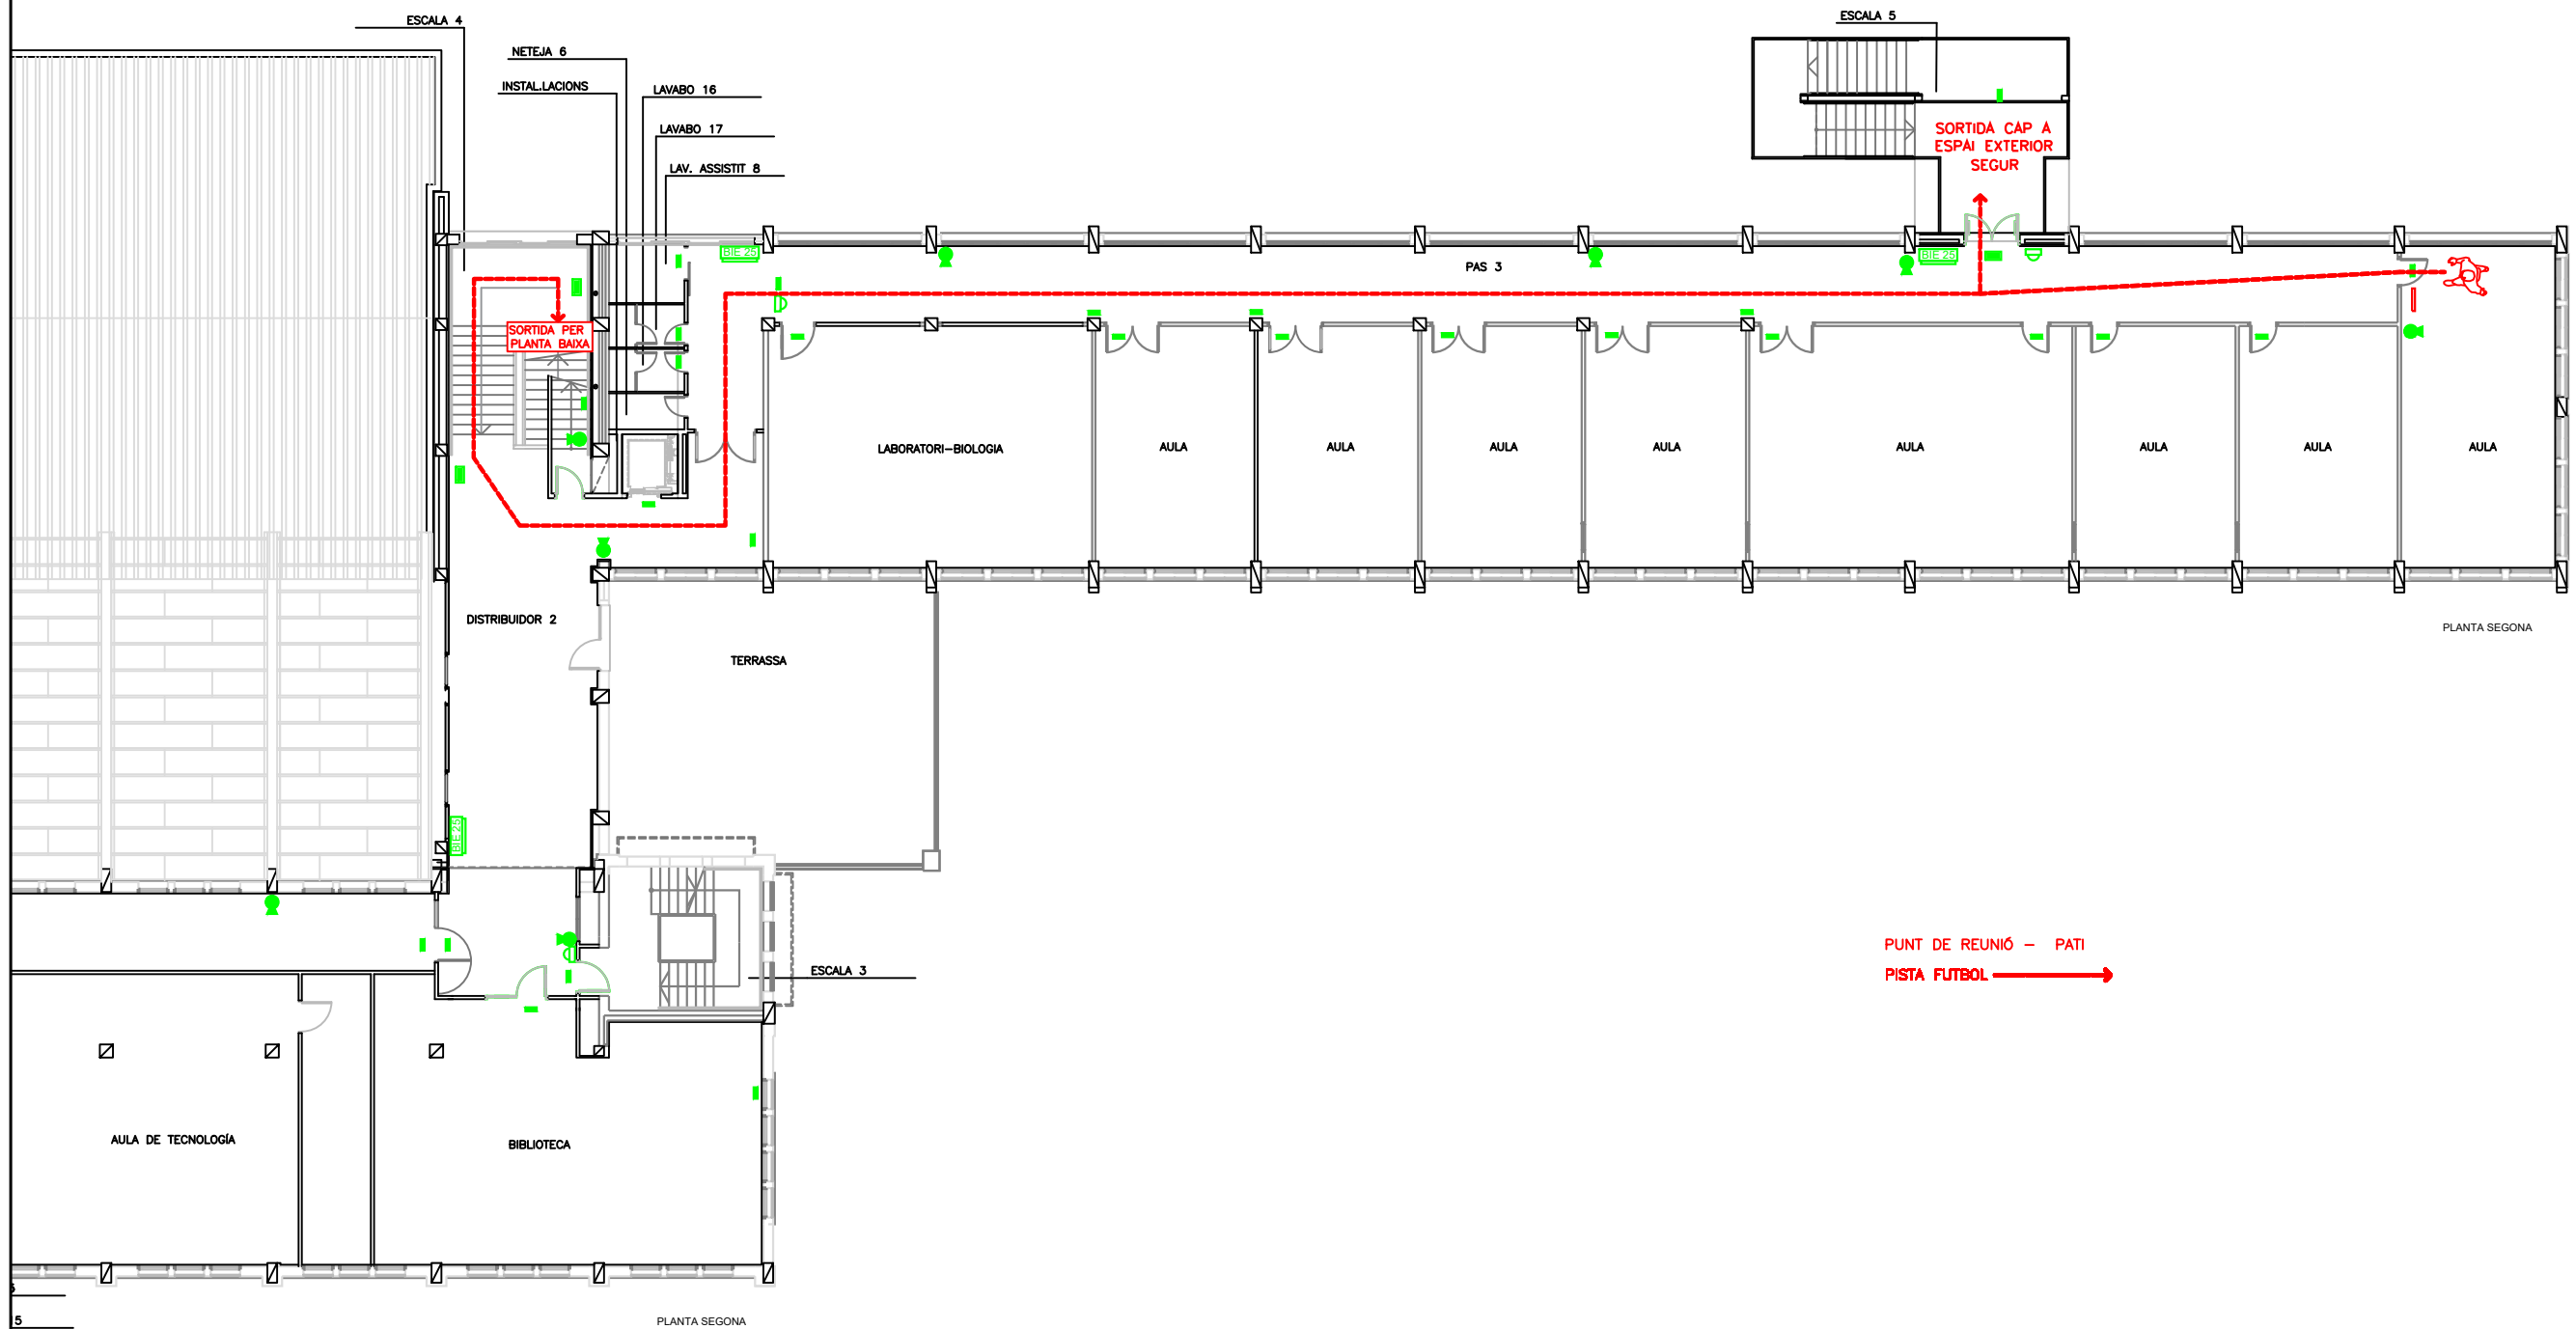 ESCALA 4
ESCALA 5
NETEJA 6
INSTAL.LACIONS
LAVABO 16
LAVABO 17
LAV. ASSISTIT 8
SORTIDA CAP A
ESPAI EXTERIOR
SEGUR
BIE 25
BIE 25
PAS 3
SORTIDA PER
PLANTA BAIXA
LABORATORI-BIOLOGIA
AULA
AULA
AULA
AULA
AULA
AULA
AULA
AULA
DISTRIBUIDOR 2
PLANTA SEGONA
TERRASSA
BIE 25
PUNT DE REUNIÓ - PATI
PISTA FUTBOL
ESCALA 3
AULA DE TECNOLOGÍA
BIBLIOTECA
5
PLANTA SEGONA